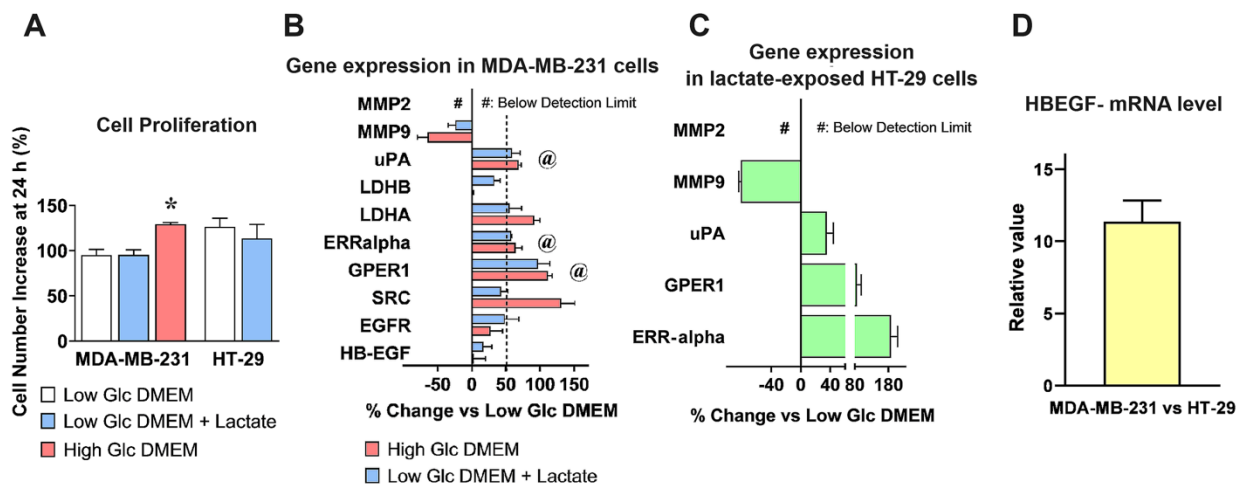 A
Cell Proliferation
Cell Number Increase at 24 h (%)
150
100
50
0
*
MDA-MB-231 HT-29
Low Glc DMEM
Low Glc DMEM + Lactate
High Glc DMEM
B
Gene expression in MDA-MB-231 cells
MMP2 # #: Below Detection Limit
MMP9
uPA @
LDHB
LDHA
ERRalpha @
GPER1 @
SRC
EGFR
HB-EGF
-50 0 50 100 150
% Change vs Low Glc DMEM
High Glc DMEM
Low Glc DMEM + Lactate
C
Gene expression
in lactate-exposed HT-29 cells
MMP2 # #: Below Detection Limit
MMP9
uPA
GPER1
ERR-alpha
-40 0 40 80 180
% Change vs Low Glc DMEM
D
HBEGF- mRNA level
Relative value
15
10
5
0
MDA-MB-231 vs HT-29